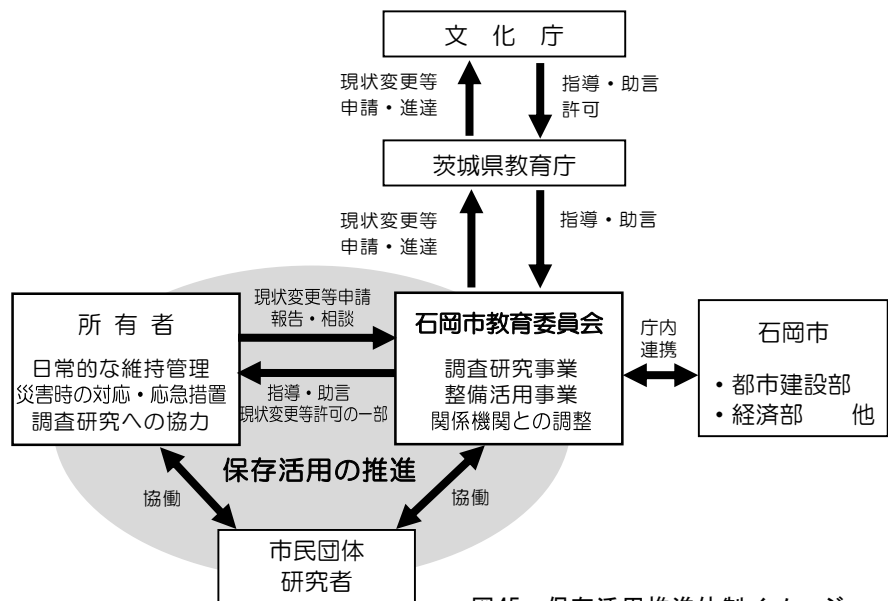 文 化 庁
現状変更等
申請・進達
指導・助言
許可
茨城県教育庁
現状変更等
申請・進達
指導・助言
所 有 者
日常的な維持管理
災害時の対応・応急措置
調査研究への協力
現状変更等申請
報告・相談
指導・助言
現状変更等許可の一部
石岡市教育委員会
調査研究事業
整備活用事業
関係機関との調整
庁内
連携
石岡市
・都市建設部
・経済部 他
保存活用の推進
協働
協働
市民団体
研究者